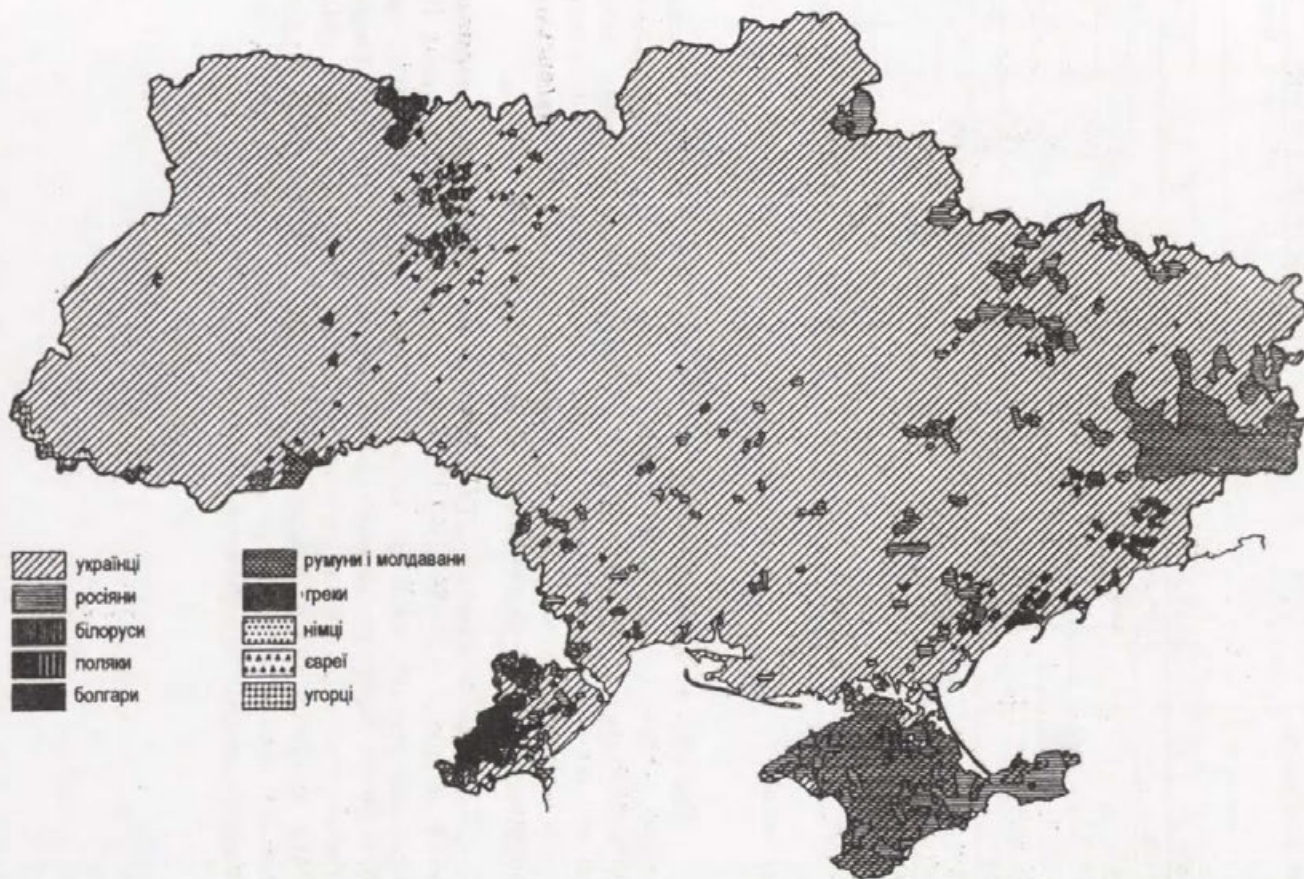 українці
росіяни
білоруси
поляки
болгари
румуни і молдавани
греки
німці
євреї
угорці